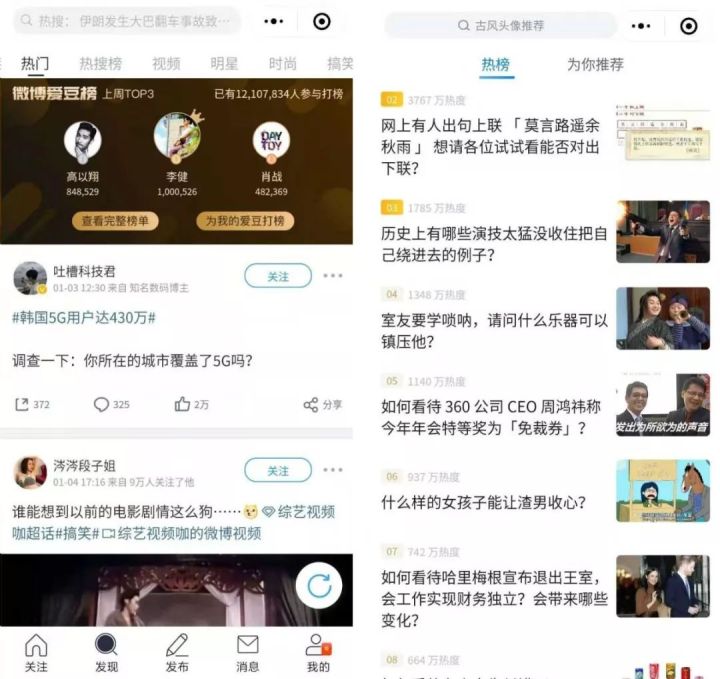 热搜：伊朗发生大巴翻车事故致…
热门 热搜榜 视频 明星 时尚 搞笑
微博爱豆榜 上周TOP3 已有12,107,834人参与打榜
DAY
TOY
高以翔 李健 肖战
848,529 1,000,526 482,369
查看完整榜单 为我的爱豆打榜
吐槽科技君
01-03 12:30 来自 知名数码博主
关注
#韩国5G用户达430万#
调查一下：你所在的城市覆盖了5G吗？
372 325 2万 分享
涔涔段子姐
01-04 17:16 来自 9万人关注了他
关注
谁能想到以前的电影剧情这么狗……综艺视频
咖超话#搞笑#综艺视频咖的微博视频
关注 发现 发布 消息 我的
古风头像推荐
热榜 为你推荐
02 3767 万热度
网上有人出句上联「 莫言路遥余
秋雨 」 想请各位试试看能否对出
下联？
03 1785 万热度
历史上有哪些演技太猛没收住把自
己绕进去的例子？
04 1348 万热度
室友要学唢呐，请问什么乐器可以
镇压他？
05 1140 万热度
如何看待 360 公司 CEO 周鸿祎称
今年年会特等奖为「免裁券」？
发出为所欲为的声音
06 937 万热度
什么样的女孩子能让渣男收心？
07 742 万热度
如何看待哈里梅根宣布退出王室，
会工作实现财务独立？会带来哪些
变化？
08 664 万热度